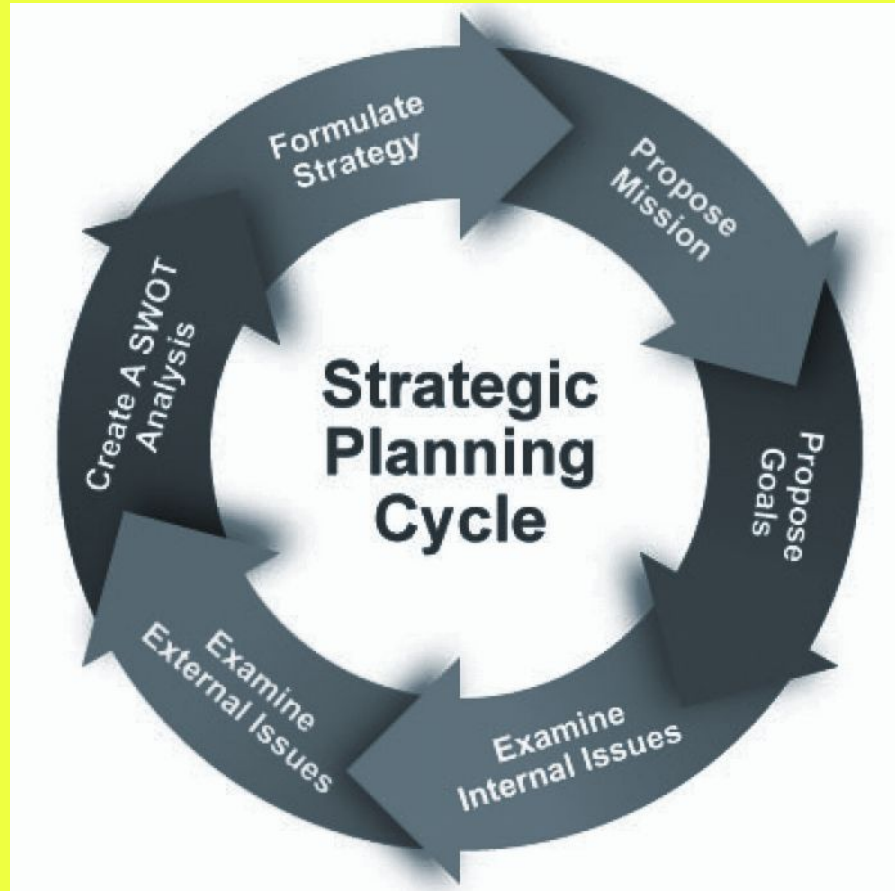 Strategic
Planning
Cycle
Formulate
Strategy
Propose
Mission
Propose
Goals
Examine
Internal Issues
Examine
External Issues
Create A SWOT
Analysis